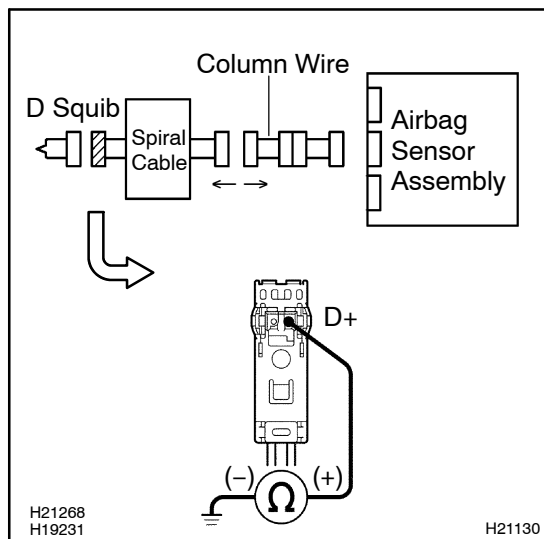 Column Wire
D Squib
Spiral
Cable
Airbag
Sensor
Assembly
D+
(−)
Ω
(+)
H21268
H19231
H21130